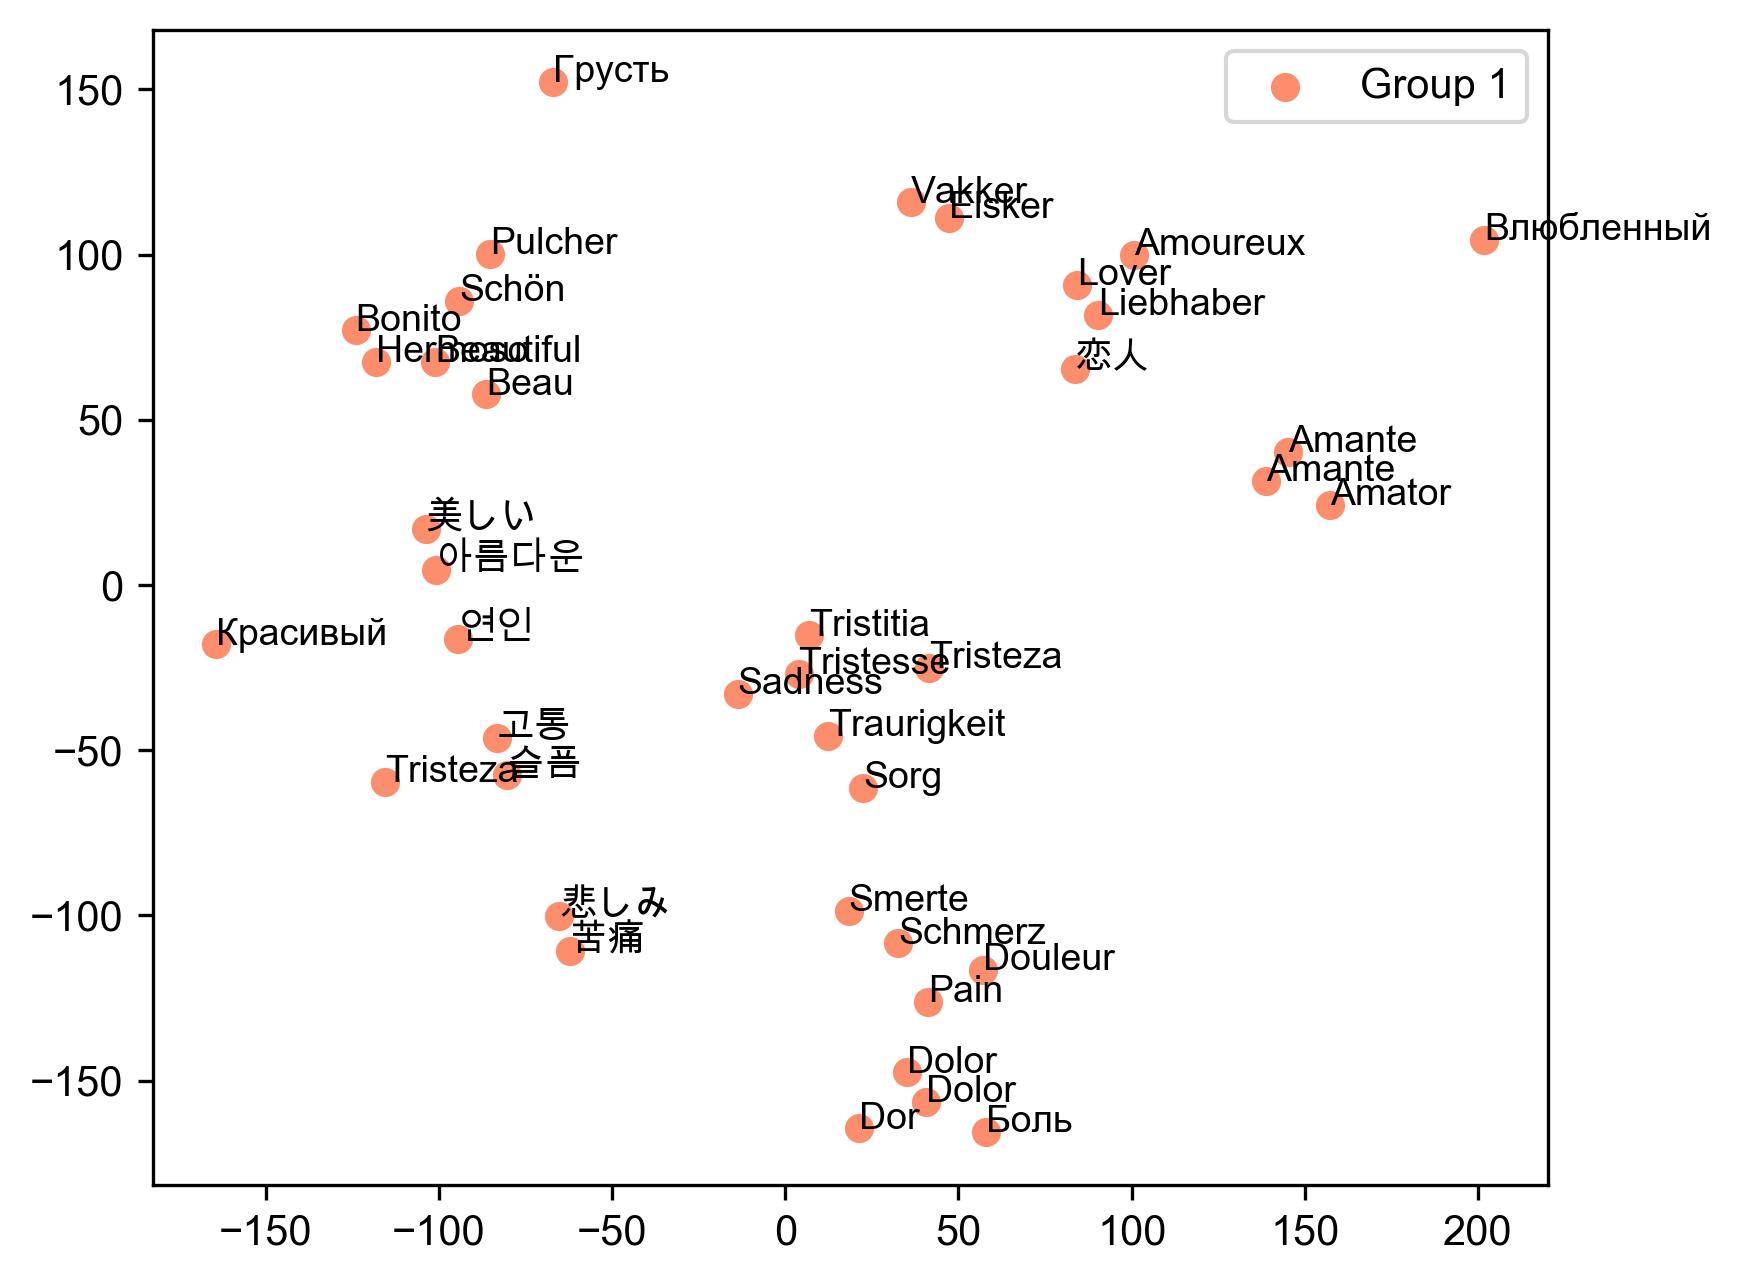 Group 1
Грусть
Vakker
Elsker
Влюбленный
Pulcher
Amoureux
Lover
Schön
Liebhaber
Bonito
Hermoso
Beautiful
恋人
Beau
Amante
Amante
Amator
美しい
아름다운
연인
Красивый
Tristitia
Tristesse
Tristeza
Sadness
고통
Traurigkeit
슬픔
Tristeza
Sorg
悲しみ
苦痛
Smerte
Schmerz
Douleur
Pain
Dolor
Dolor
Dor
Боль
150
100
50
0
−50
−100
−150
−150 −100 −50 0 50 100 150 200